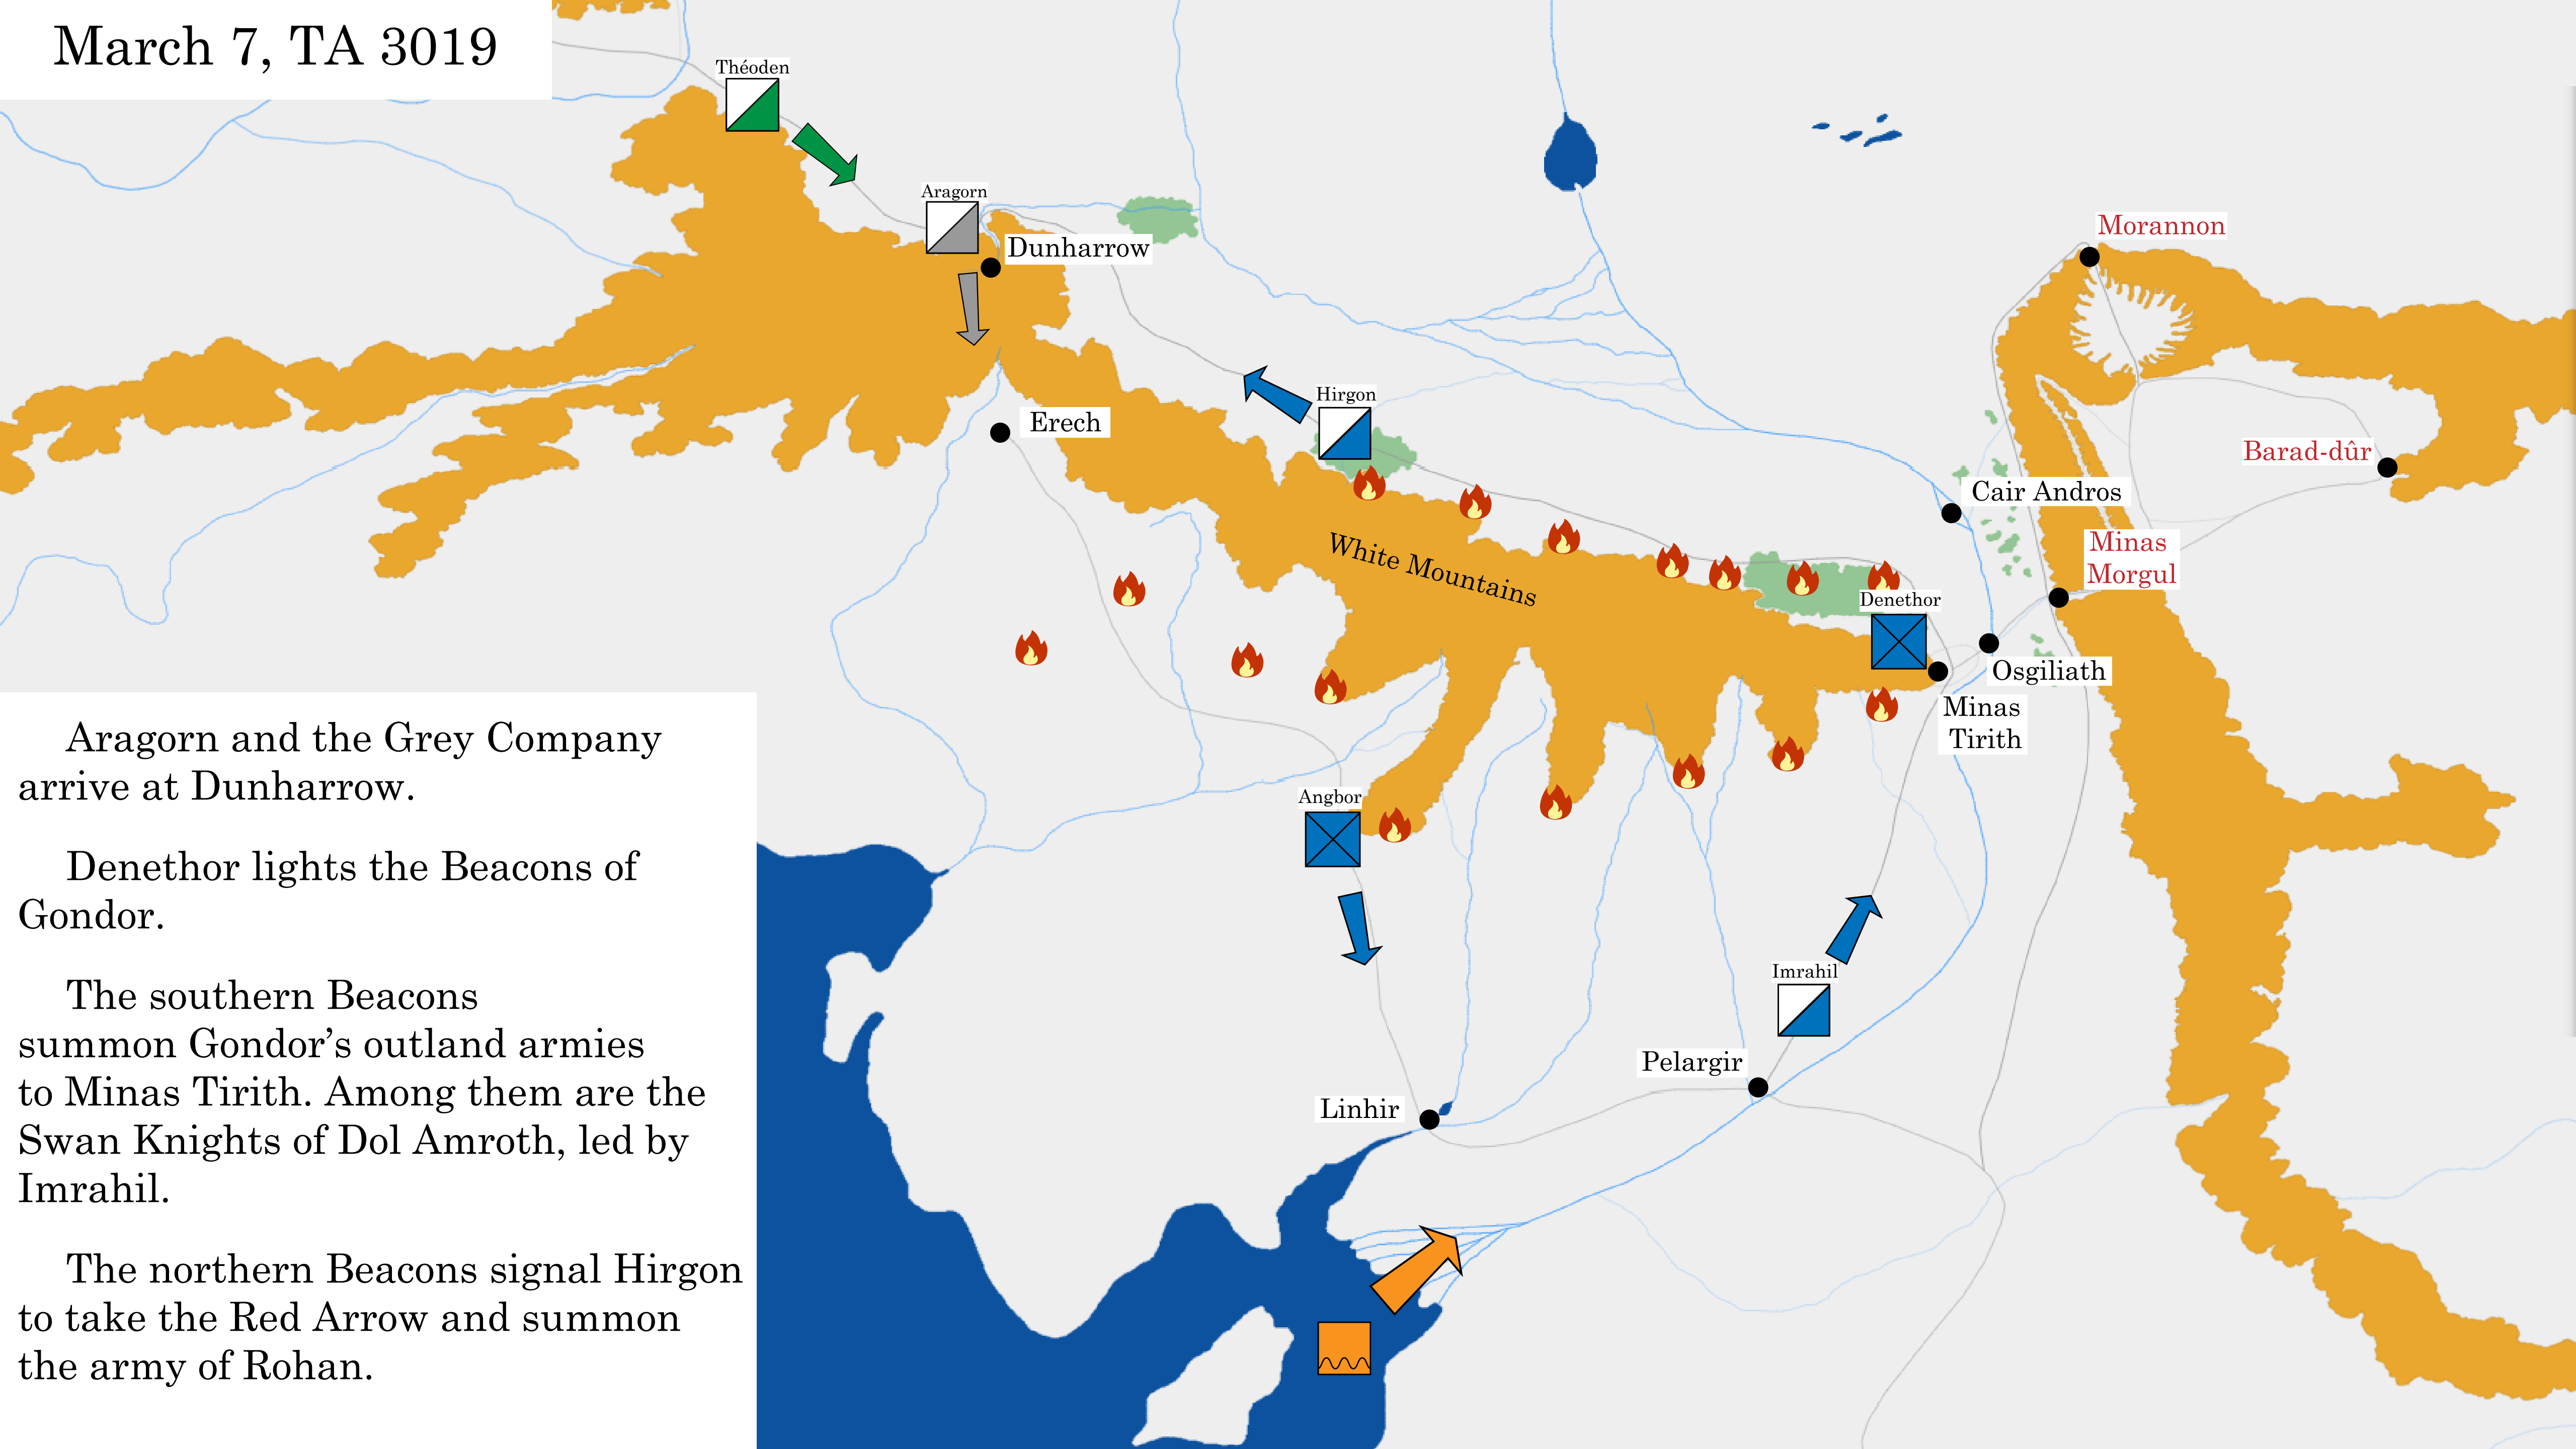 March 7, TA 3019
Théoden
Aragorn
Dunharrow
Morannon
Hirgon
Erech
Barad-dûr
Cair Andros
White Mountains
Minas
Morgul
Denethor
Osgiliath
Minas
Tirith
Angbor
Imrahil
Pelargir
Linhir
Aragorn and the Grey Company
arrive at Dunharrow.
Denethor lights the Beacons of
Gondor.
The southern Beacons
summon Gondor’s outland armies
to Minas Tirith. Among them are the
Swan Knights of Dol Amroth, led by
Imrahil.
The northern Beacons signal Hirgon
to take the Red Arrow and summon
the army of Rohan.